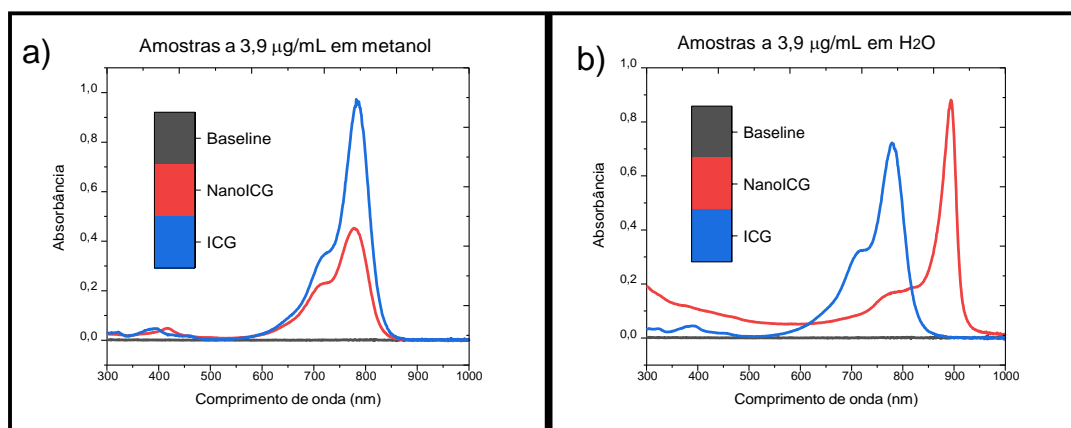 a)
Amostras a 3,9 μg/mL em metanol
1,0
0,8
0,6
0,4
0,2
0,0
Absorbância
Baseline
NanoICG
ICG
300 400 500 600 700 800 900 1000
Comprimento de onda (nm)
b)
Amostras a 3,9 μg/mL em H2O
1,0
0,8
0,6
0,4
0,2
0,0
Absorbância
Baseline
NanoICG
ICG
300 400 500 600 700 800 900 1000
Comprimento de onda (nm)